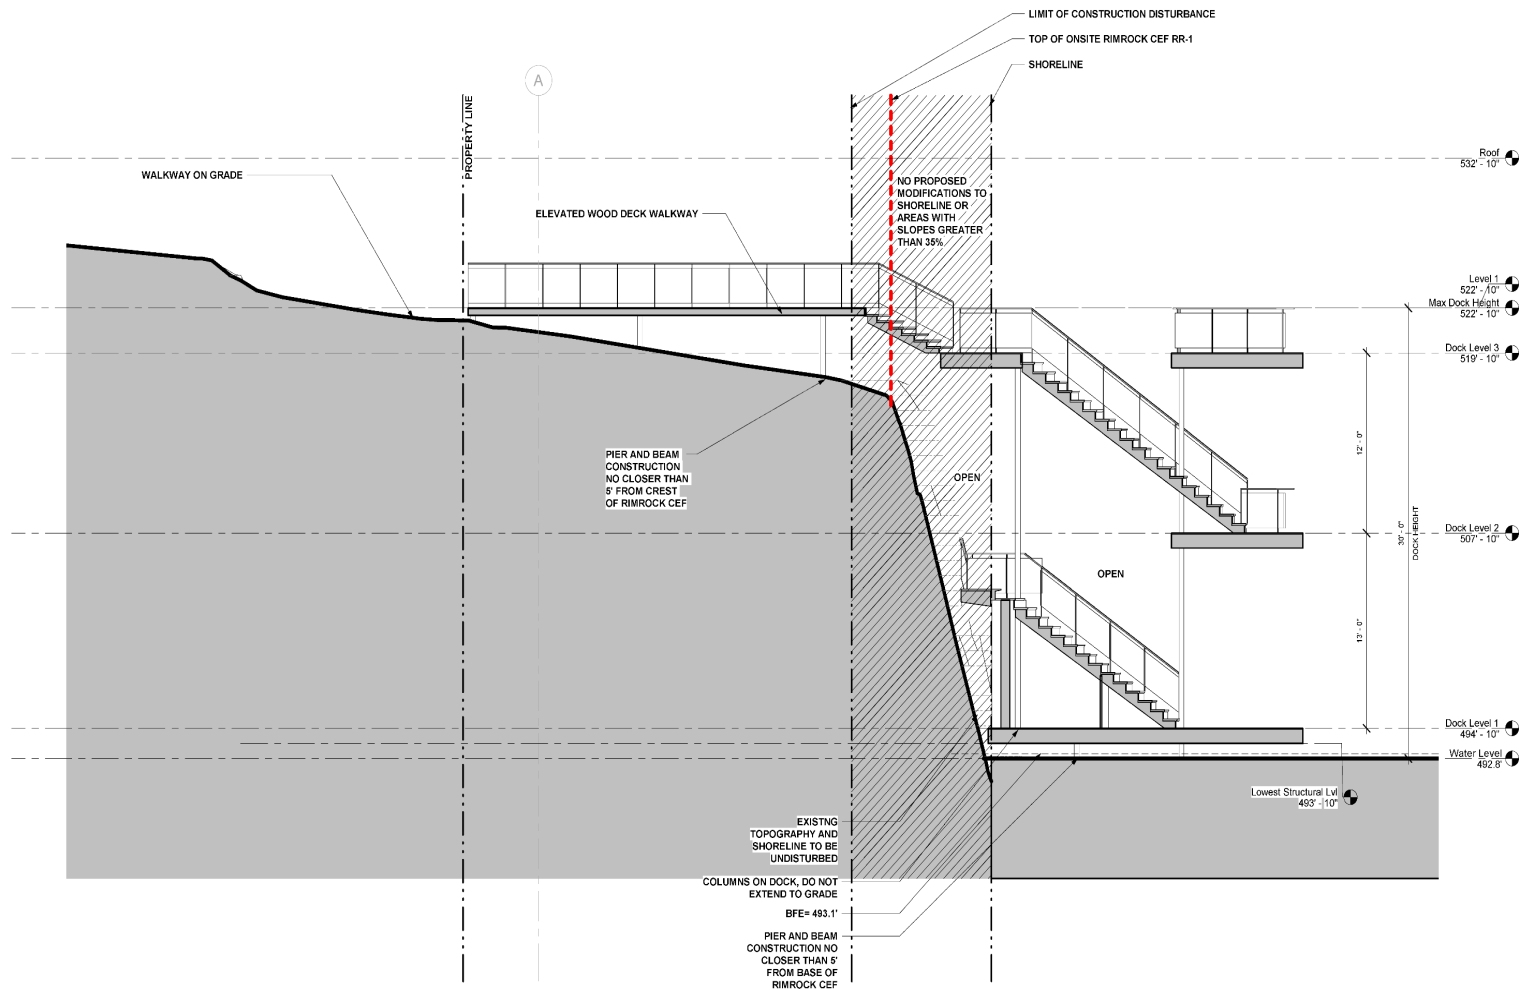 LIMIT OF CONSTRUCTION DISTURBANCE
TOP OF ONSITE RIMROCK CEF RR-1
SHORELINE
A
PROPERTY LINE
Roof
532' - 10"
WALKWAY ON GRADE
NO PROPOSED
MODIFICATIONS TO
SHORELINE OR
AREAS WITH
SLOPES GREATER
THAN 35%
ELEVATED WOOD DECK WALKWAY
Level 1
522' - 10"
Max Dock Height
522' - 10"
Dock Level 3
519' - 10"
12' - 0"
PIER AND BEAM
CONSTRUCTION
NO CLOSER THAN
5' FROM CREST
OF RIMROCK CEF
OPEN
Dock Level 2
507' - 10"
30' - 0"
DOCK HEIGHT
OPEN
13' - 0"
Dock Level 1
494' - 10"
Water Level
492.8'
Lowest Structural Lvl
493' - 10"
EXISTNG
TOPOGRAPHY AND
SHORELINE TO BE
UNDISTURBED
COLUMNS ON DOCK, DO NOT
EXTEND TO GRADE
BFE= 493.1'
PIER AND BEAM
CONSTRUCTION NO
CLOSER THAN 5'
FROM BASE OF
RIMROCK CEF